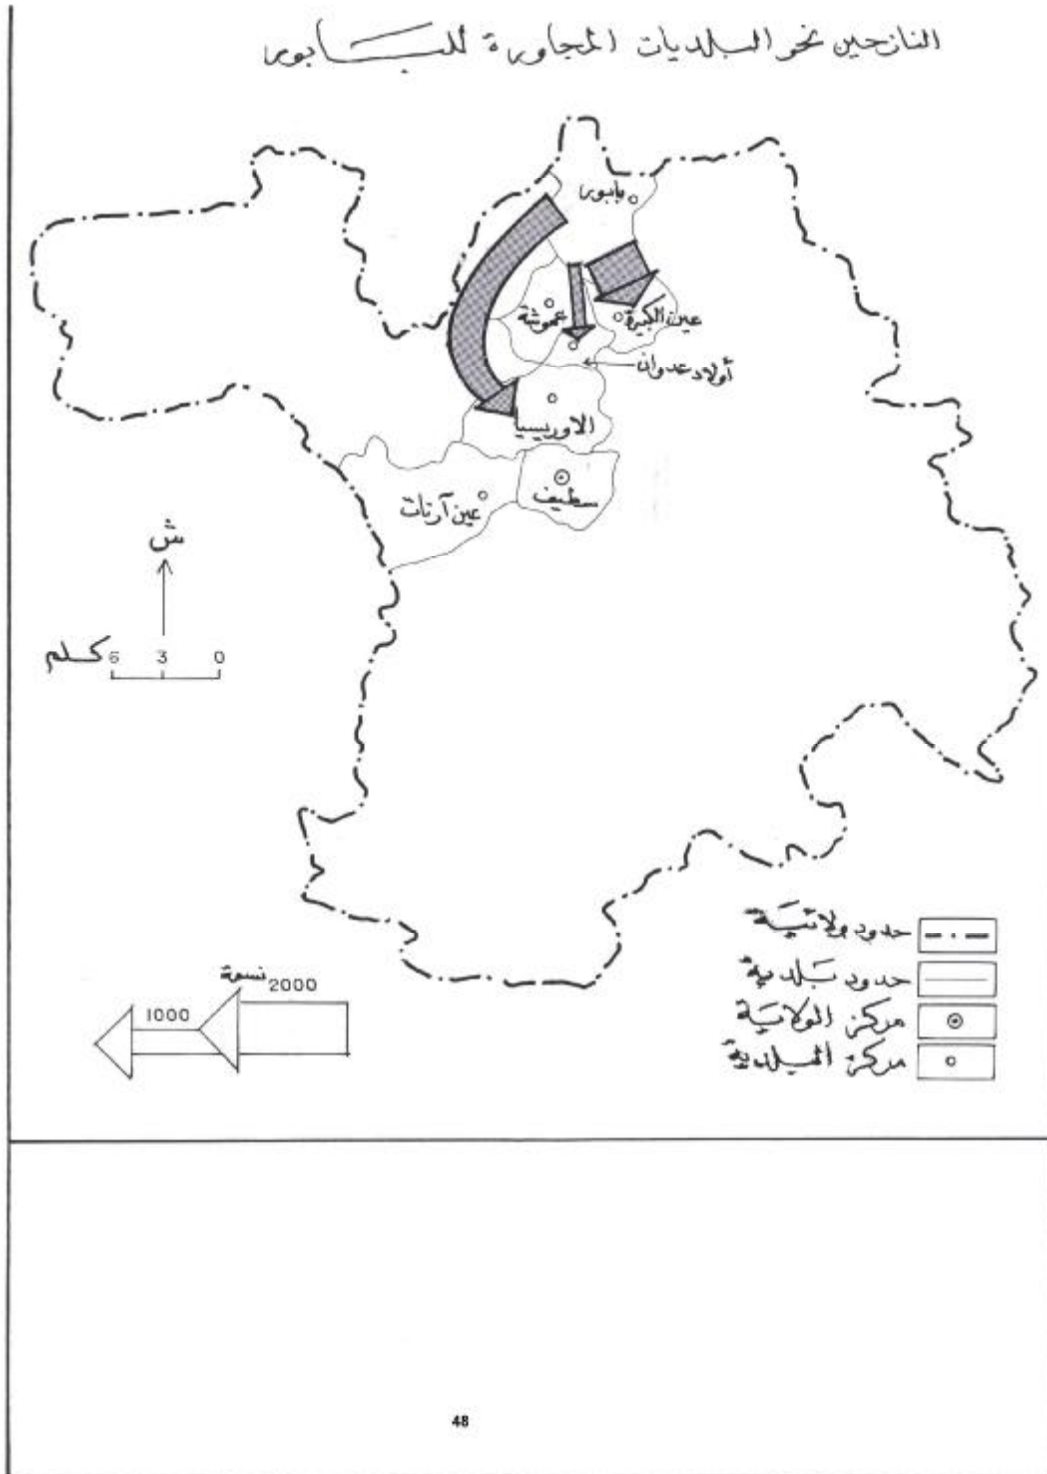 النازحين نحو البلديات المجاورة للبابور
بابور
عموشة
عين الكبيرة
أولاد عدوان
الاوريسيا
سطيف
عين آرنات
ش
كلم 6 3 0
حدود ولائية
حدود بلدية
مركز الولاية
مركز البلدية
نسمة
2000
1000
48